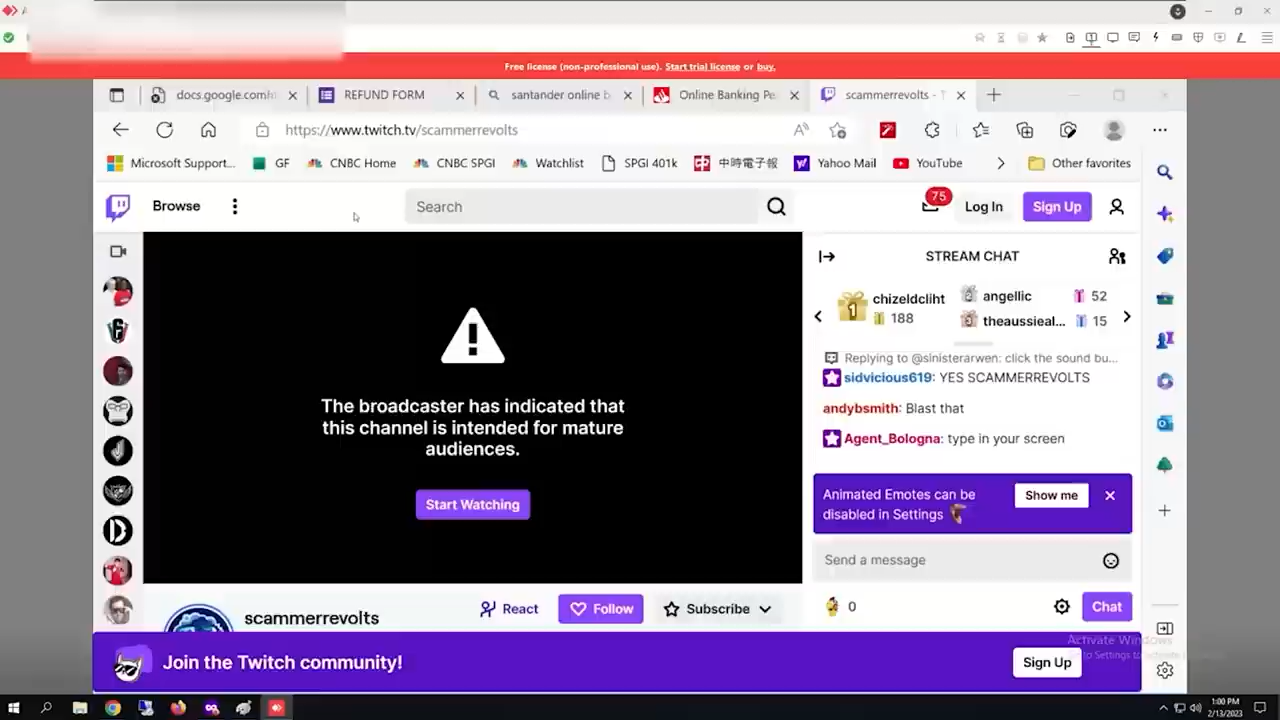 Free license (non-professional use). Start trial license or buy.
docs.google.com/f
REFUND FORM
santander online b
Online Banking Pe
scammerrevolts - T
https://www.twitch.tv/scammerrevolts
Microsoft Support...
GF
CNBC Home
CNBC SPGI
Watchlist
SPGI 401k
中時電子報
Yahoo Mail
YouTube
Other favorites
Browse
Search
75
Log In
Sign Up
STREAM CHAT
1
chizeldcliht
188
angellic
52
theaussieal...
15
Replying to @sinisterarwen: click the sound bu...
sidvicious619: YES SCAMMERREVOLTS
andybsmith: Blast that
Agent_Bologna: type in your screen
The broadcaster has indicated that
this channel is intended for mature
audiences.
Start Watching
Animated Emotes can be
disabled in Settings
Show me
Send a message
0
Chat
scammerrevolts
React
Follow
Subscribe
Activate Windows
Join the Twitch community!
Sign Up
1:00 PM
2/13/2023